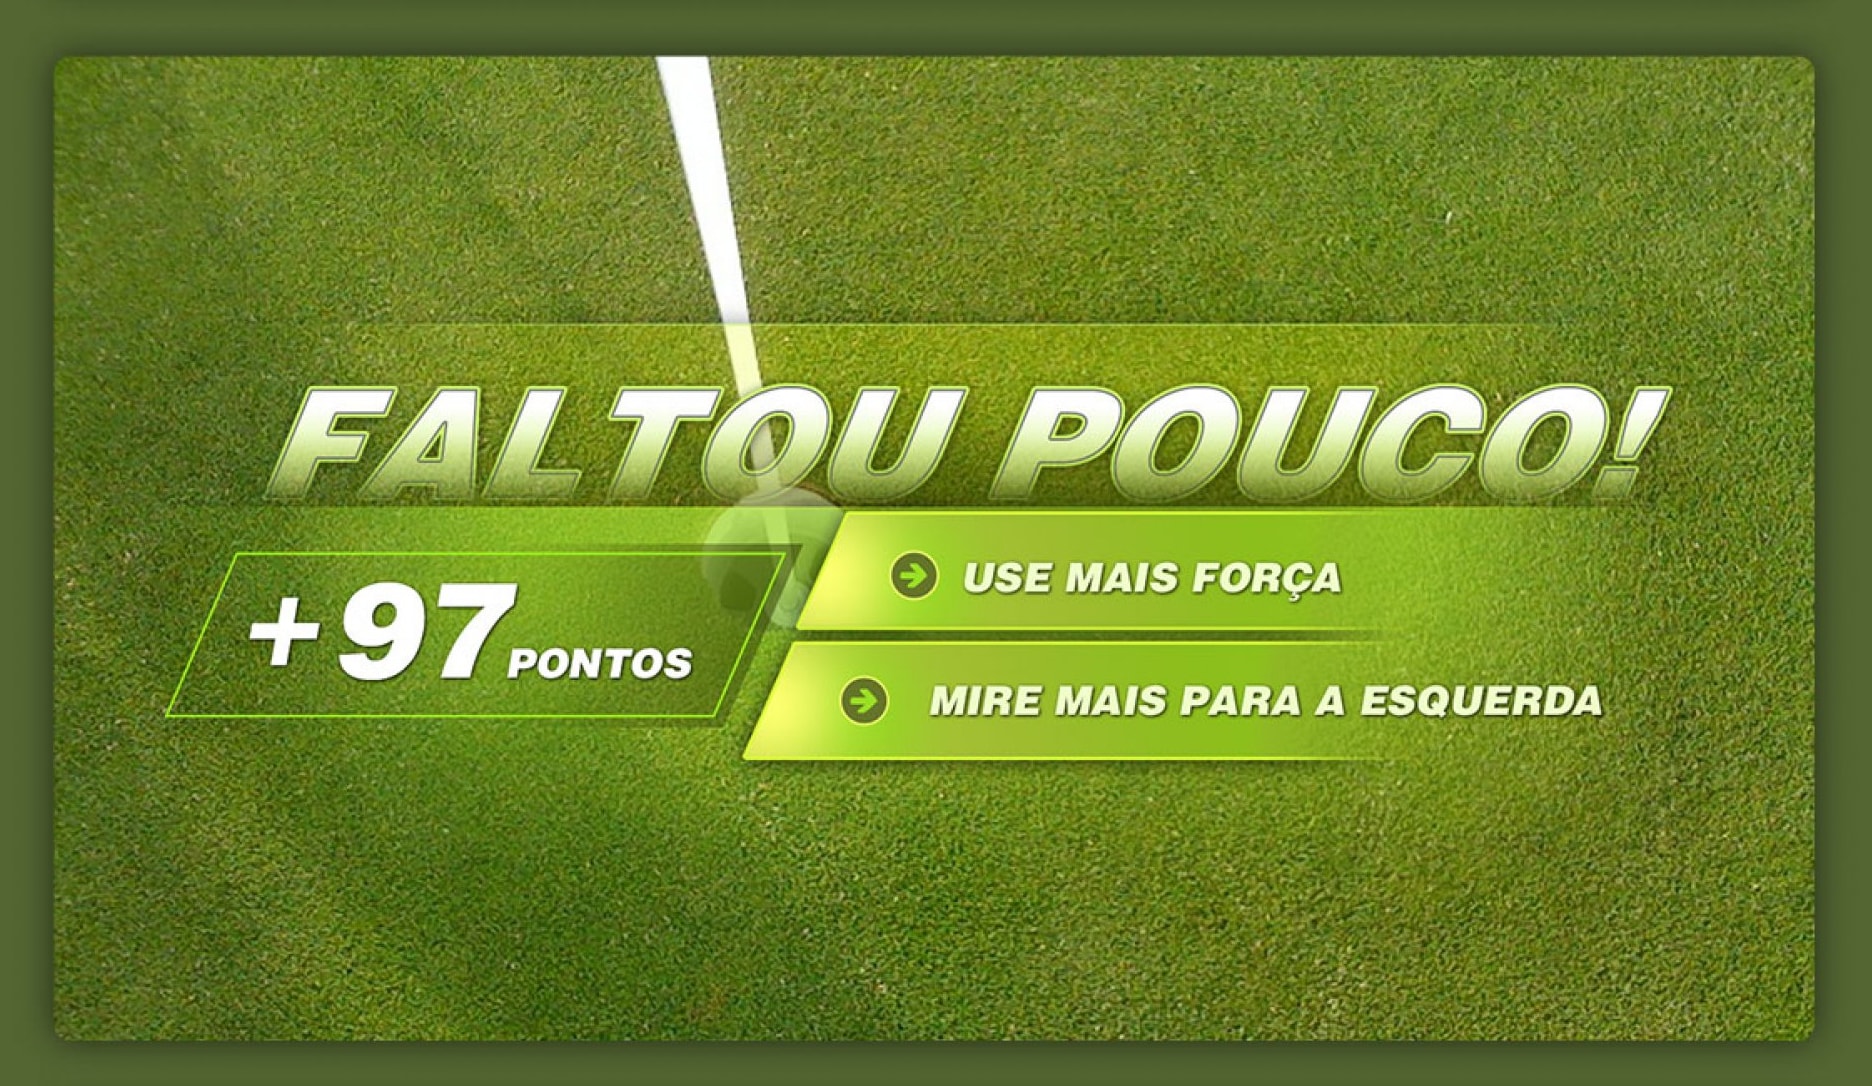 FALTOU POUCO!
+97 PONTOS
USE MAIS FORÇA
MIRE MAIS PARA A ESQUERDA